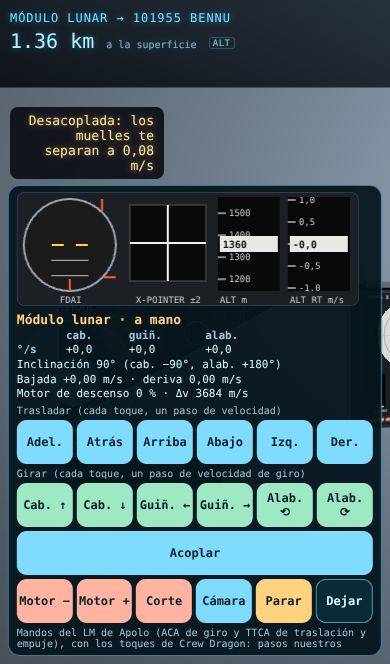 MÓDULO LUNAR → 101955 BENNU
1.36 km a la superficie ALT
Desacoplada: los
muelles te
separan a 0,08
m/s
1500
1400
1360
1300
1200
1,0
0,5
-0,0
-0,5
-1,0
FDAI X-POINTER ±2 ALT m ALT RT m/s
Módulo lunar · a mano
cab. guiñ. alab.
°/s +0,0 +0,0 +0,0
Inclinación 90° (cab. −90°, alab. +180°)
Bajada +0,00 m/s · deriva 0,00 m/s
Motor de descenso 0 % · Δv 3684 m/s
Trasladar (cada toque, un paso de velocidad)
Adel. Atrás Arriba Abajo Izq. Der.
Girar (cada toque, un paso de velocidad de giro)
Cab. ↑ Cab. ↓ Guiñ. ← Guiñ. → Alab. ⟲ Alab. ⟳
Acoplar
Motor − Motor + Corte Cámara Parar Dejar
Mandos del LM de Apolo (ACA de giro y TTCA de traslación y
empuje), con los toques de Crew Dragon: pasos nuestros